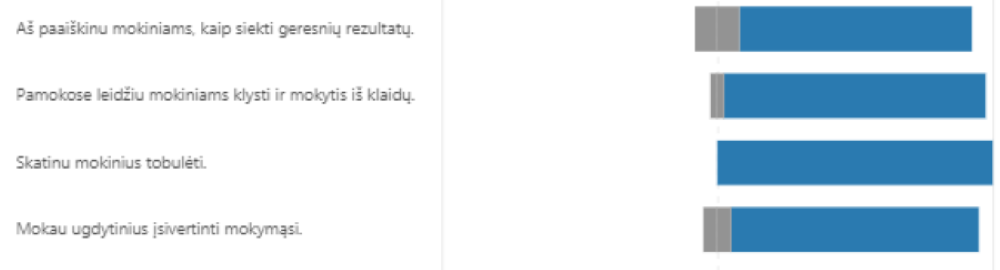 Aš paaiškinu mokiniams, kaip siekti geresnių rezultatų.
Pamokose leidžiu mokiniams klysti ir mokytis iš klaidų.
Skatinu mokinius tobulėti.
Mokau ugdytinius įsivertinti mokymąsi.